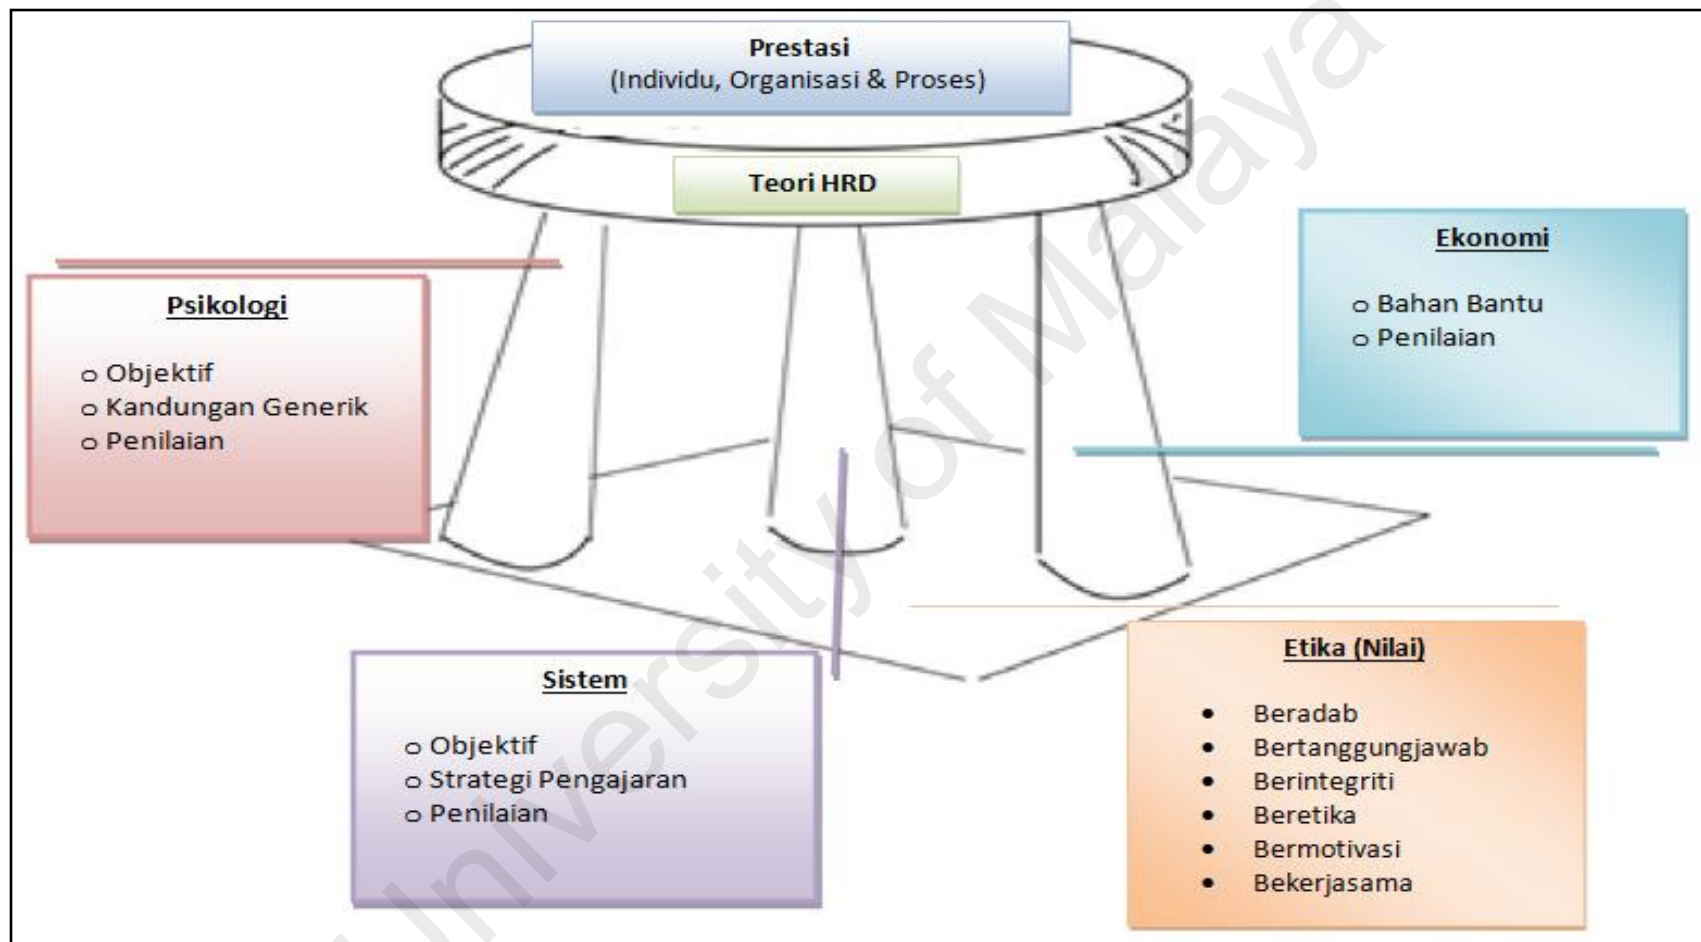 Prestasi
(Individu, Organisasi & Proses)
Teori HRD
Psikologi
o Objektif
o Kandungan Generik
o Penilaian
Ekonomi
o Bahan Bantu
o Penilaian
Sistem
o Objektif
o Strategi Pengajaran
o Penilaian
Etika (Nilai)
• Beradab
• Bertanggungjawab
• Berintegriti
• Beretika
• Bermotivasi
• Bekerjasama
University of Malaya